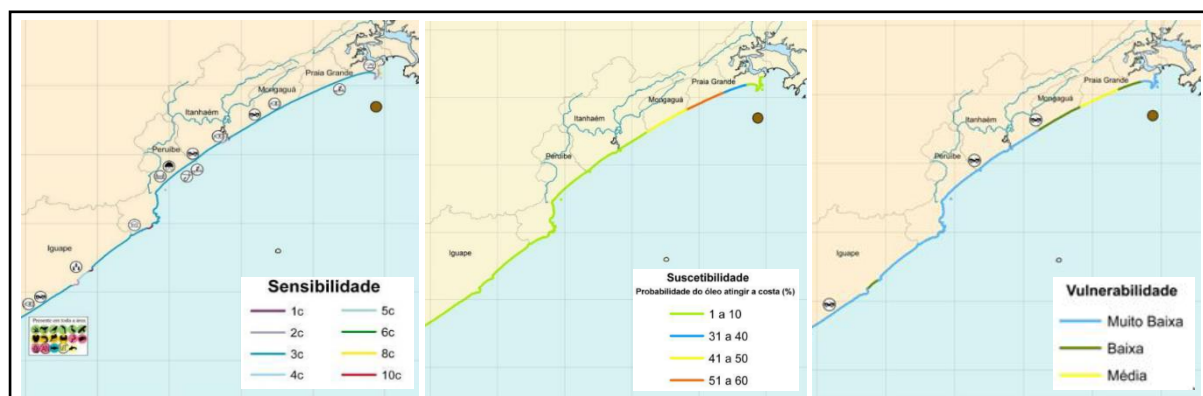 Praia Grande
Mongaguá
Itanhaém
Peruíbe
Iguape
Sensibilidade
1c
5c
2c
6c
3c
8c
4c
10c
Praia Grande
Mongaguá
Itanhaém
Peruíbe
Iguape
Suscetibilidade
Probabilidade do óleo atingir a costa (%)
1 a 10
31 a 40
41 a 50
51 a 60
Praia Grande
Mongaguá
Itanhaém
Peruíbe
Iguape
Vulnerabilidade
Muito Baixa
Baixa
Média